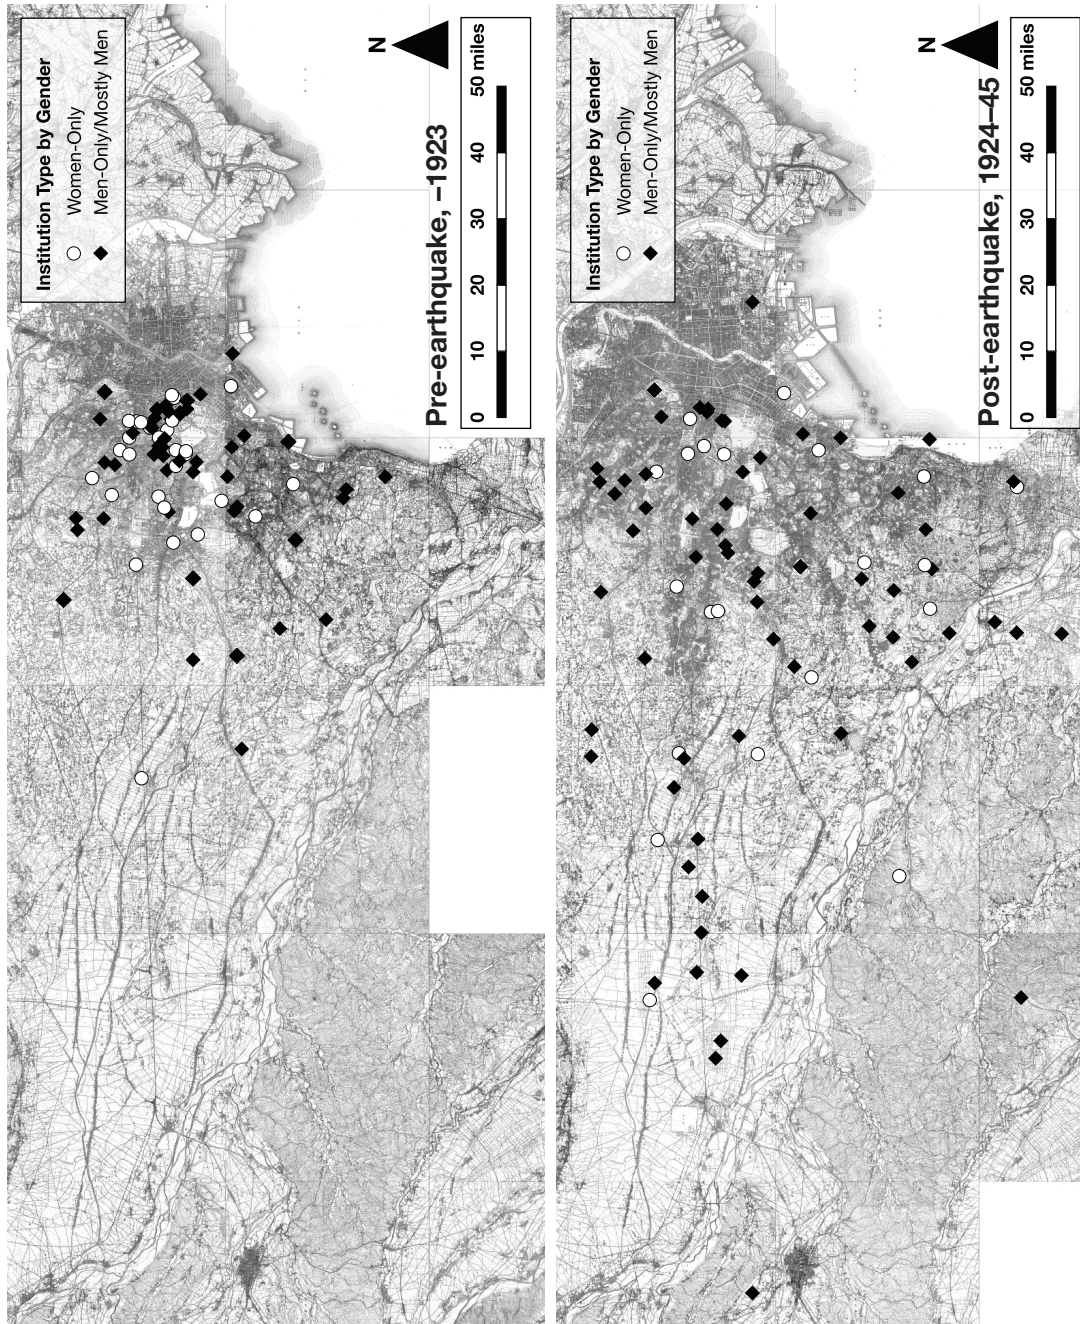 Institution Type by Gender
Women-Only
Men-Only/Mostly Men
N
Pre-earthquake, –1923
0 10 20 30 40 50 miles
Institution Type by Gender
Women-Only
Men-Only/Mostly Men
N
Post-earthquake, 1924–45
0 10 20 30 40 50 miles